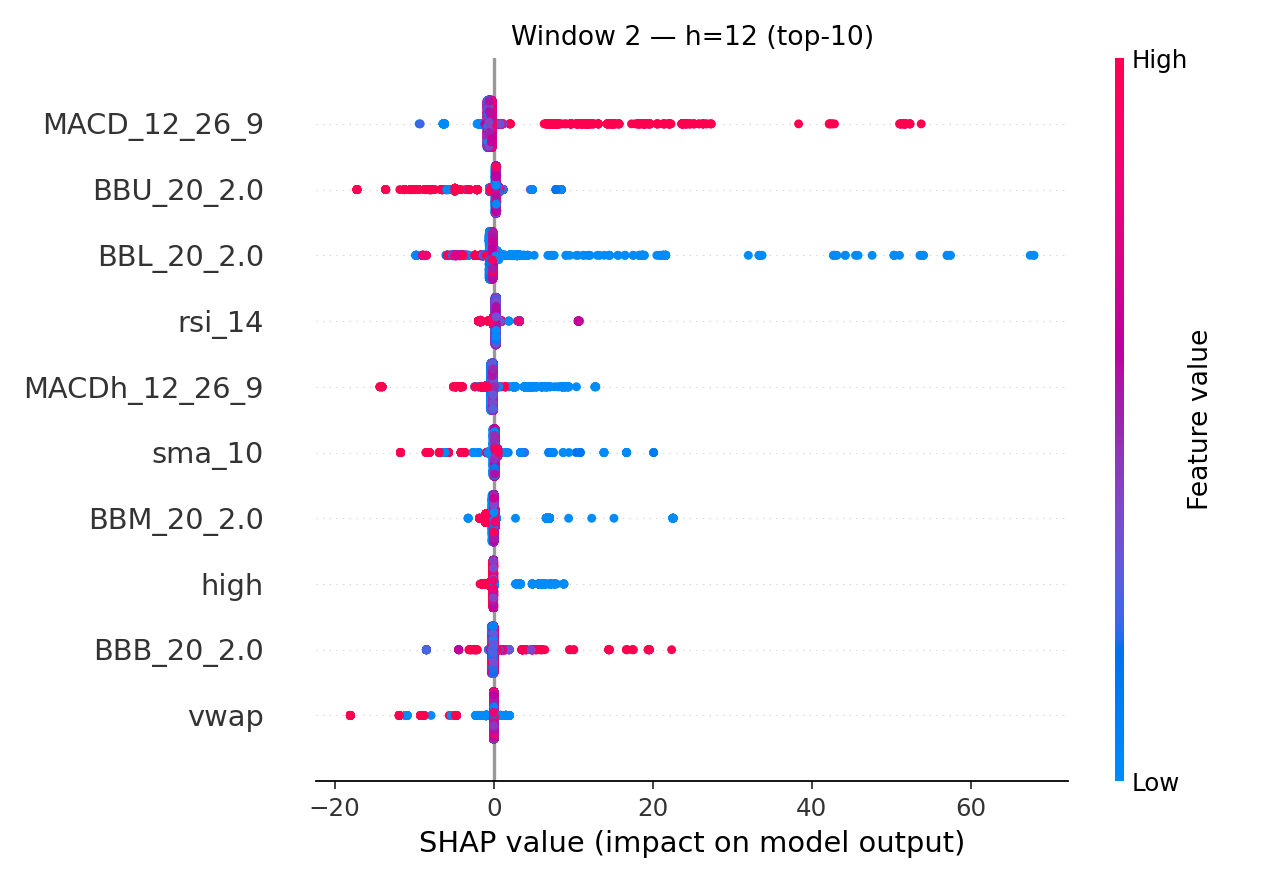 Window 2 — h=12 (top-10)
High
MACD_12_26_9
BBU_20_2.0
BBL_20_2.0
rsi_14
MACDh_12_26_9
sma_10
BBM_20_2.0
high
BBB_20_2.0
vwap
Feature value
Low
−20 0 20 40 60
SHAP value (impact on model output)